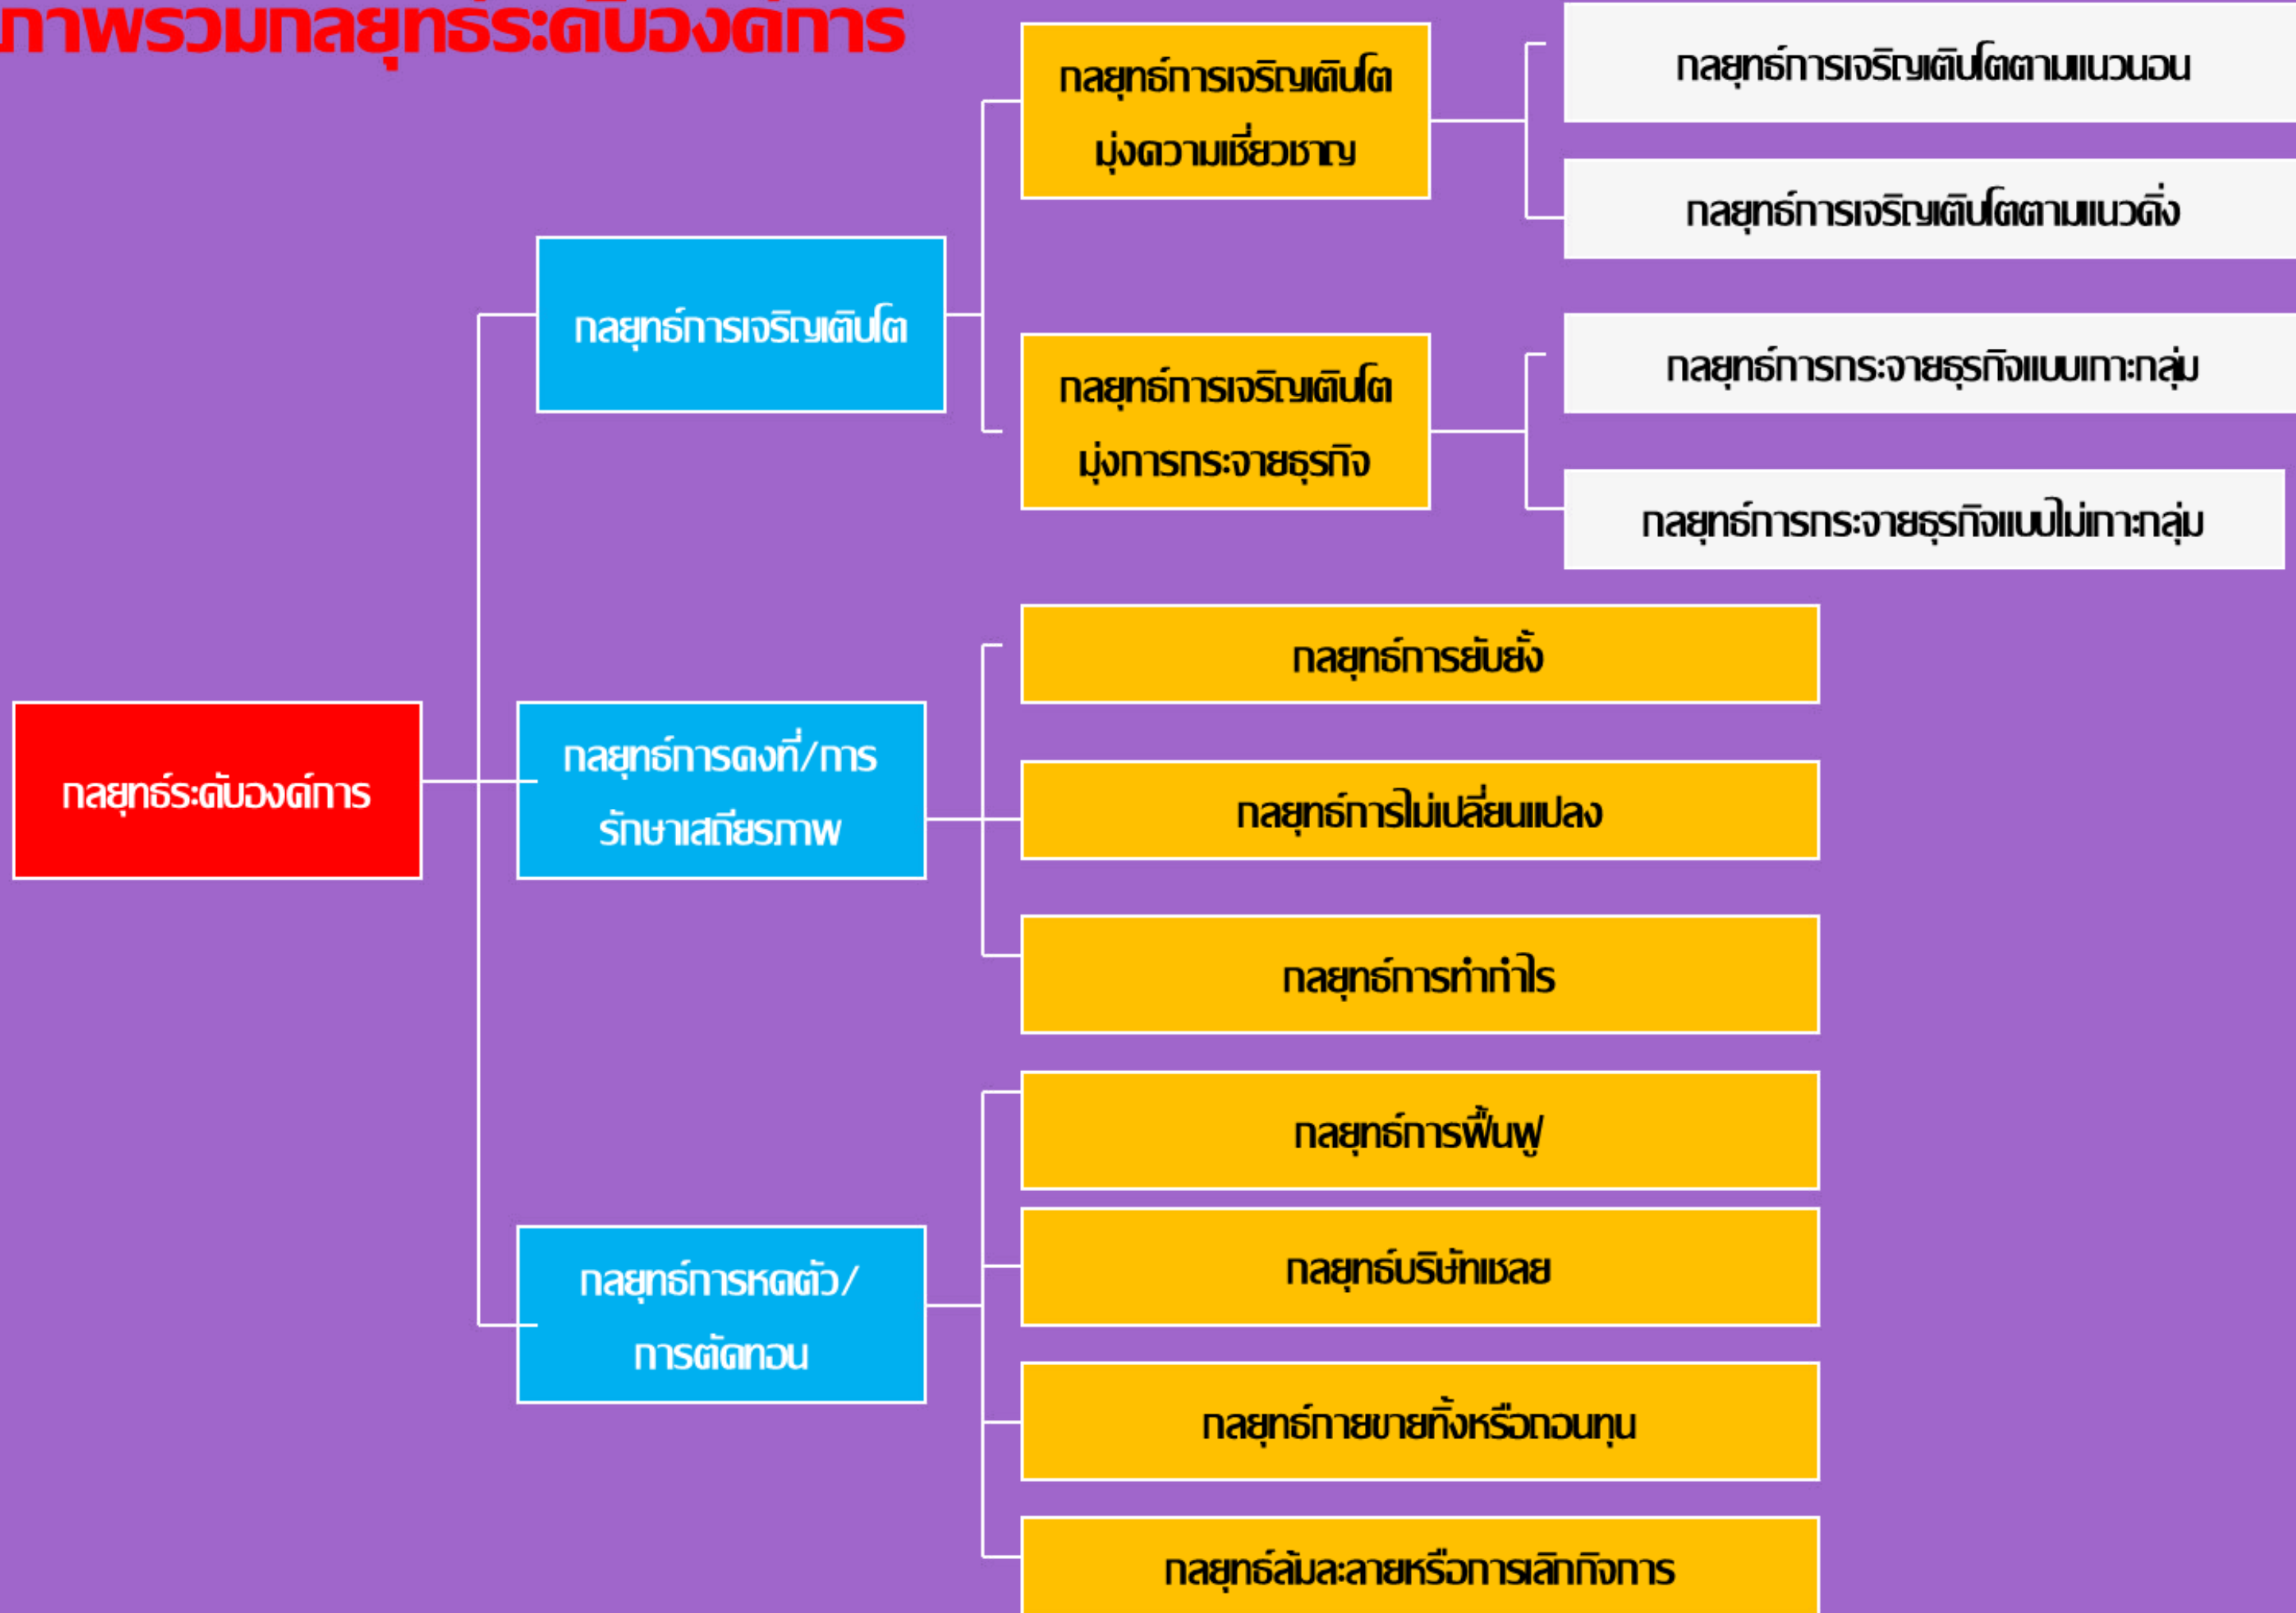 ภาพรวมกลยุทธ์ระดับองค์การ
กลยุทธ์ระดับองค์การ
กลยุทธ์การเจริญเติบโต
กลยุทธ์การเจริญเติบโต
มุ่งความเชี่ยวชาญ
กลยุทธ์การเจริญเติบโตตามแนวนอน
กลยุทธ์การเจริญเติบโตตามแนวดิ่ง
กลยุทธ์การเจริญเติบโต
มุ่งการกระจายธุรกิจ
กลยุทธ์การกระจายธุรกิจแบบเกาะกลุ่ม
กลยุทธ์การกระจายธุรกิจแบบไม่เกาะกลุ่ม
กลยุทธ์การคงที่/การ
รักษาเสถียรภาพ
กลยุทธ์การยับยั้ง
กลยุทธ์การไม่เปลี่ยนแปลง
กลยุทธ์การทำกำไร
กลยุทธ์การหดตัว/
การตัดทอน
กลยุทธ์การฟื้นฟู
กลยุทธ์บริษัทเชลย
กลยุทธ์กายขายทิ้งหรือถอนทุน
กลยุทธ์ล้มละลายหรือการเลิกกิจการ